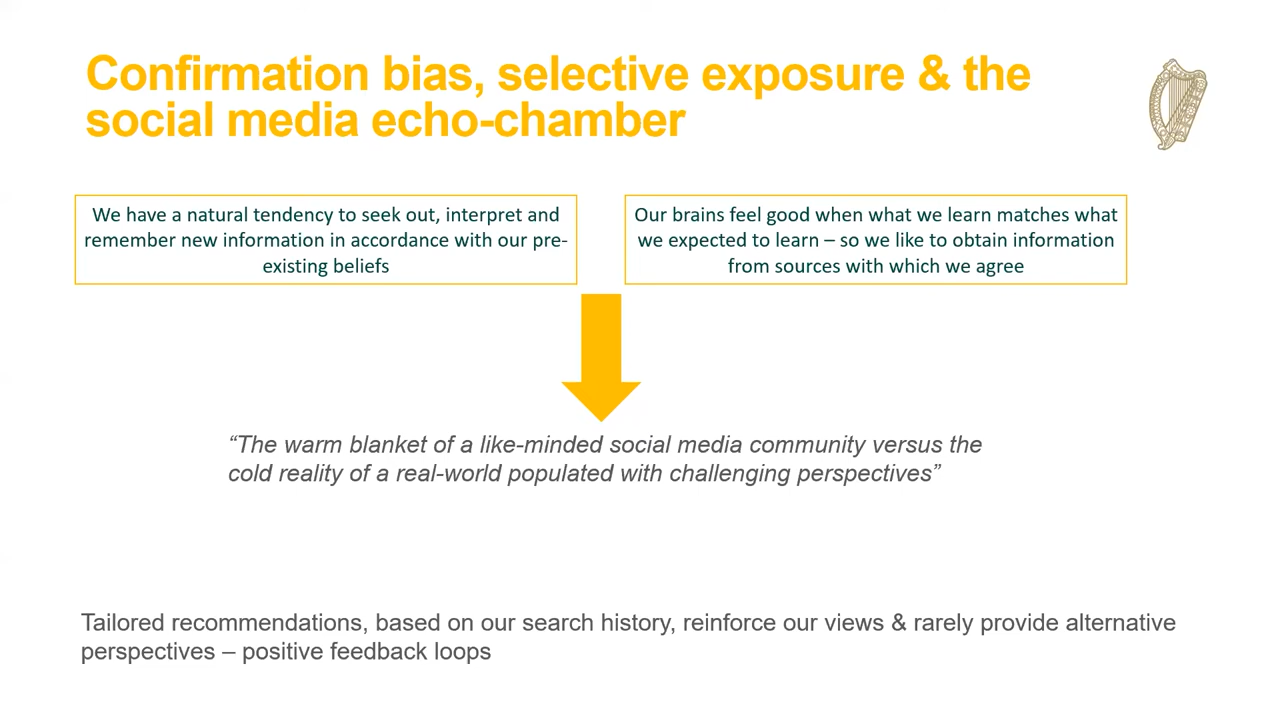 Confirmation bias, selective exposure & the
social media echo-chamber
We have a natural tendency to seek out, interpret and
remember new information in accordance with our pre-
existing beliefs
Our brains feel good when what we learn matches what
we expected to learn – so we like to obtain information
from sources with which we agree
“The warm blanket of a like-minded social media community versus the
cold reality of a real-world populated with challenging perspectives”
Tailored recommendations, based on our search history, reinforce our views & rarely provide alternative
perspectives – positive feedback loops